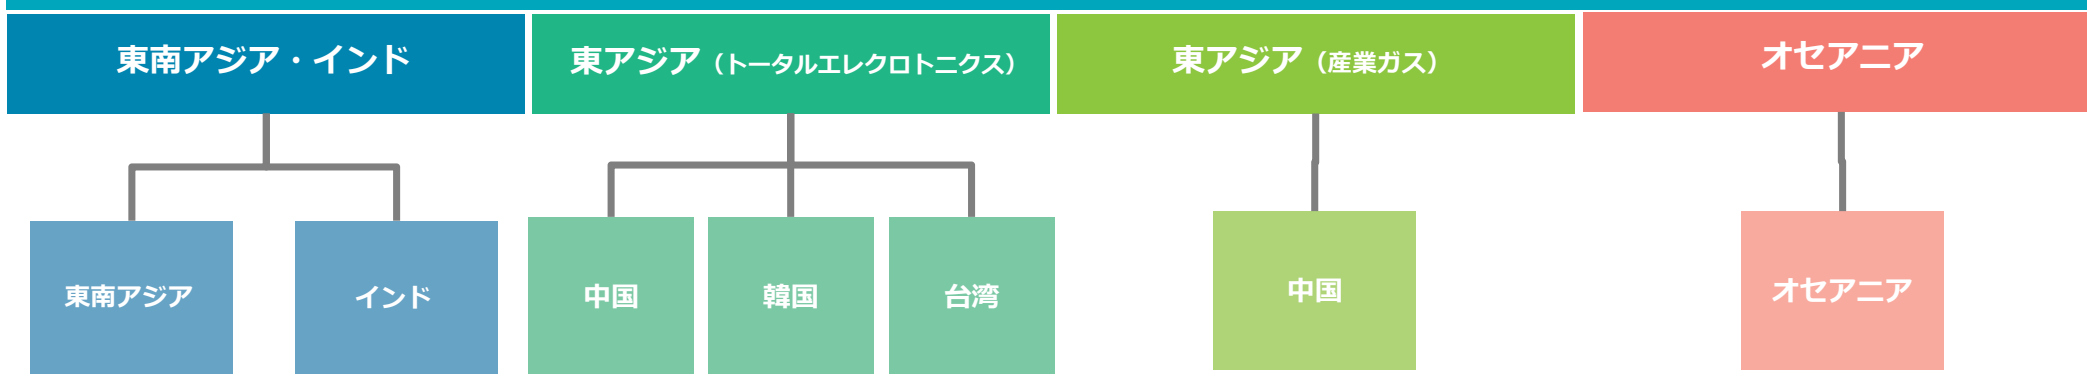 東南アジア・インド
東アジア（トータルエレクロトニクス）
東アジア（産業ガス）
オセアニア
東南アジア
インド
中国
韓国
台湾
中国
オセアニア